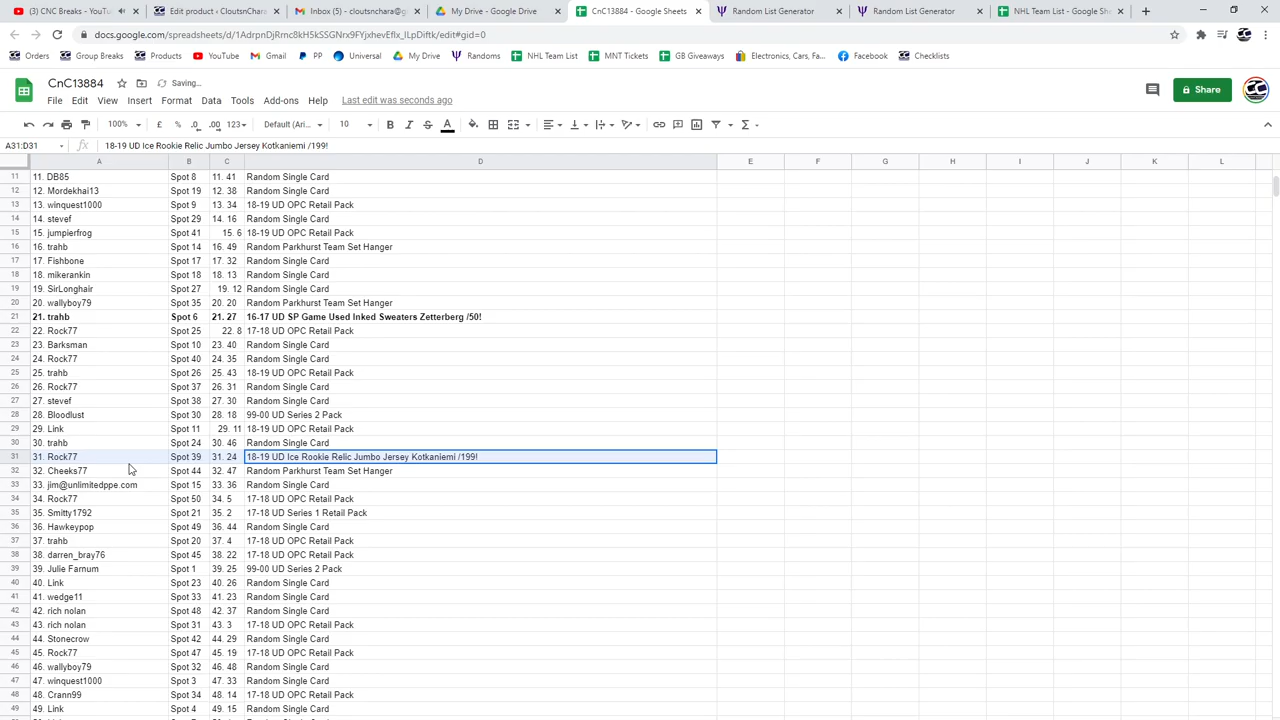 (3) CNC Breaks - YouTu
Edit product ‹ CloutsnChara
Inbox (5) - cloutsnchara@g
My Drive - Google Drive
CnC13884 - Google Sheets
Random List Generator
Random List Generator
NHL Team List - Google She
docs.google.com/spreadsheets/d/1AdrpnDjRrnc8kH5kSSGNrx9FYjxhevEflx_ILpDiftk/edit#gid=0
Orders
Group Breaks
YouTube
Gmail
PP
Universal
My Drive
Randoms
NHL Team List
MNT Tickets
GB Giveaways
Electronics, Cars, Fa...
Facebook
Checklists
CnC13884
Saving...
File Edit View Insert Format Data Tools Add-ons Help Last edit was seconds ago
Share
100% £ % .0 .00 123 Default (Ari... 10 B I S A
A31:D31 fx 18-19 UD Ice Rookie Relic Jumbo Jersey Kotkaniemi /199!
A B C D E F G H I J K L
11 11. DB85 Spot 8 11. 41 Random Single Card
12 12. Mordekhai13 Spot 19 12. 38 Random Single Card
13 13. winquest1000 Spot 9 13. 34 18-19 UD OPC Retail Pack
14 14. stevef Spot 29 14. 16 Random Single Card
15 15. jumpierfrog Spot 41 15. 6 18-19 UD OPC Retail Pack
16 16. trahb Spot 14 16. 49 Random Parkhurst Team Set Hanger
17 17. Fishbone Spot 17 17. 32 Random Single Card
18 18. mikerankin Spot 18 18. 13 Random Single Card
19 19. SirLonghair Spot 27 19. 12 Random Single Card
20 20. wallyboy79 Spot 35 20. 20 Random Parkhurst Team Set Hanger
21 21. trahb Spot 6 21. 27 16-17 UD SP Game Used Inked Sweaters Zetterberg /50!
22 22. Rock77 Spot 25 22. 8 17-18 UD OPC Retail Pack
23 23. Barksman Spot 10 23. 40 Random Single Card
24 24. Rock77 Spot 40 24. 35 Random Single Card
25 25. trahb Spot 26 25. 43 18-19 UD OPC Retail Pack
26 26. Rock77 Spot 37 26. 31 Random Single Card
27 27. stevef Spot 38 27. 30 Random Single Card
28 28. Bloodlust Spot 30 28. 18 99-00 UD Series 2 Pack
29 29. Link Spot 11 29. 11 18-19 UD OPC Retail Pack
30 30. trahb Spot 24 30. 46 Random Single Card
31 31. Rock77 Spot 39 31. 24 18-19 UD Ice Rookie Relic Jumbo Jersey Kotkaniemi /199!
32 32. Cheeks77 Spot 44 32. 47 Random Parkhurst Team Set Hanger
33 33. jim@unlimitedppe.com Spot 15 33. 36 Random Single Card
34 34. Rock77 Spot 50 34. 5 17-18 UD OPC Retail Pack
35 35. Smitty1792 Spot 21 35. 2 17-18 UD Series 1 Retail Pack
36 36. Hawkeypop Spot 49 36. 44 Random Single Card
37 37. trahb Spot 20 37. 4 17-18 UD OPC Retail Pack
38 38. darren_bray76 Spot 45 38. 22 17-18 UD OPC Retail Pack
39 39. Julie Farnum Spot 1 39. 25 99-00 UD Series 2 Pack
40 40. Link Spot 23 40. 26 Random Single Card
41 41. wedge11 Spot 33 41. 23 Random Single Card
42 42. rich nolan Spot 48 42. 37 Random Single Card
43 43. rich nolan Spot 31 43. 3 17-18 UD OPC Retail Pack
44 44. Stonecrow Spot 42 44. 29 Random Single Card
45 45. Rock77 Spot 47 45. 19 17-18 UD OPC Retail Pack
46 46. wallyboy79 Spot 32 46. 48 Random Single Card
47 47. winquest1000 Spot 3 47. 33 Random Single Card
48 48. Crann99 Spot 34 48. 14 17-18 UD OPC Retail Pack
49 49. Link Spot 4 49. 15 Random Single Card